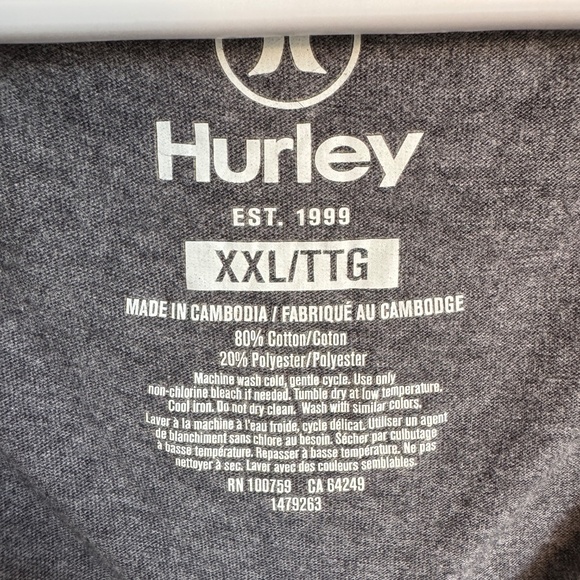 Hurley
EST. 1999
XXL/TTG
MADE IN CAMBODIA / FABRIQUÉ AU CAMBODGE
80% Cotton/Coton
20% Polyester/Polyester
Machine wash cold, gentle cycle. Use only
non-chlorine bleach if needed. Tumble dry at low temperature.
Cool iron. Do not dry clean. Wash with similar colors.
Laver à la machine à l'eau froide, cycle délicat. Utiliser un agent
de blanchiment sans chlore au besoin. Sécher par culbutage
à basse température. Repasser à basse température. Ne pas
nettoyer à sec. Laver avec des couleurs semblables.
RN 100759 CA 64249
1479263